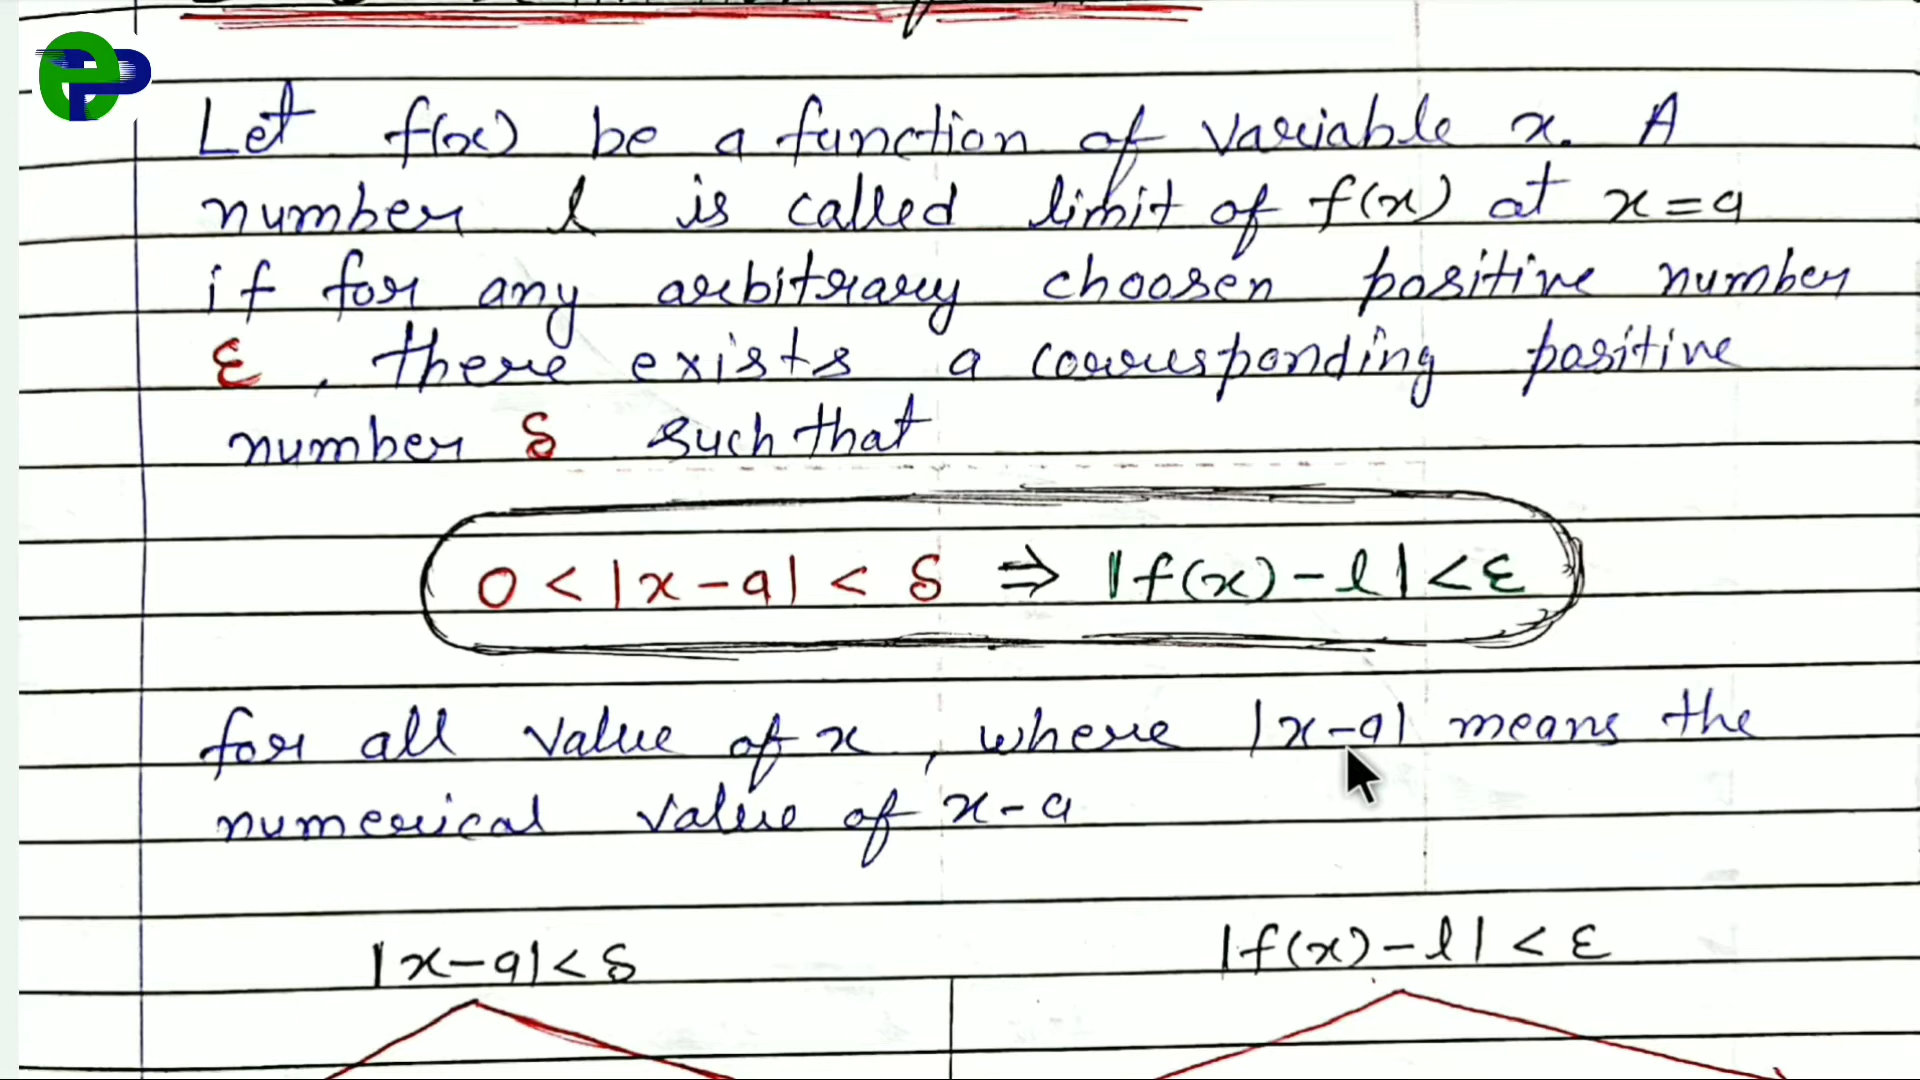 eP
Let f(x) be a function of variable x. A
number l is called limit of f(x) at x=a
if for any arbitrary choosen positive number
ε, there exists a corresponding positive
number δ such that
0 < |x-a| < δ ⇒ |f(x)-l| < ε
for all value of x, where |x-a| means the
numerical value of x-a
|x-a| < δ |f(x)-l| < ε